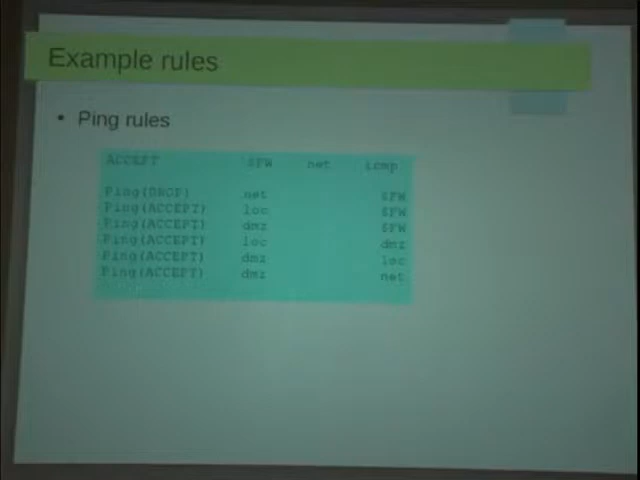 Example rules
• Ping rules
ACCEPT $FW net icmp
Ping(DROP) net $FW
Ping(ACCEPT) loc $FW
Ping(ACCEPT) dmz $FW
Ping(ACCEPT) loc dmz
Ping(ACCEPT) dmz loc
Ping(ACCEPT) dmz net